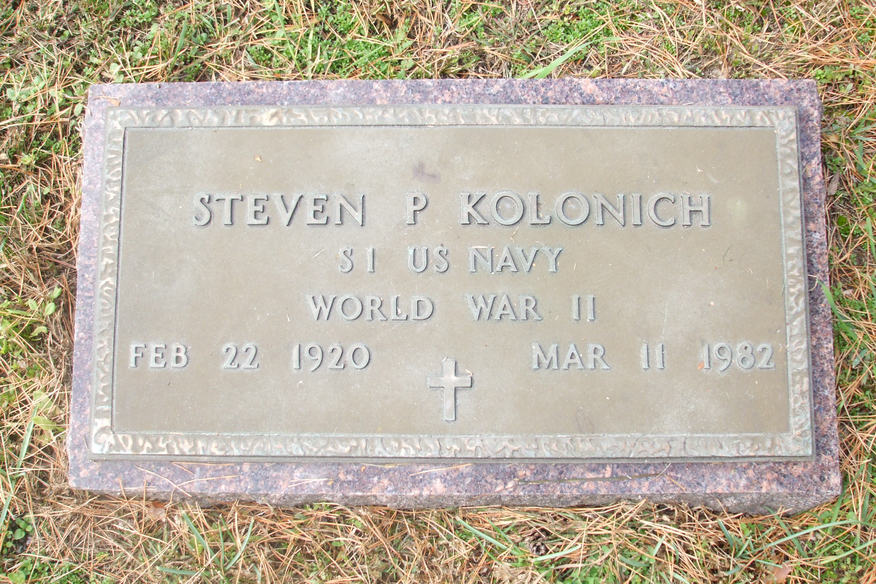 STEVEN P KOLONICH
S1 US NAVY
WORLD WAR II
FEB 22 1920 MAR 11 1982